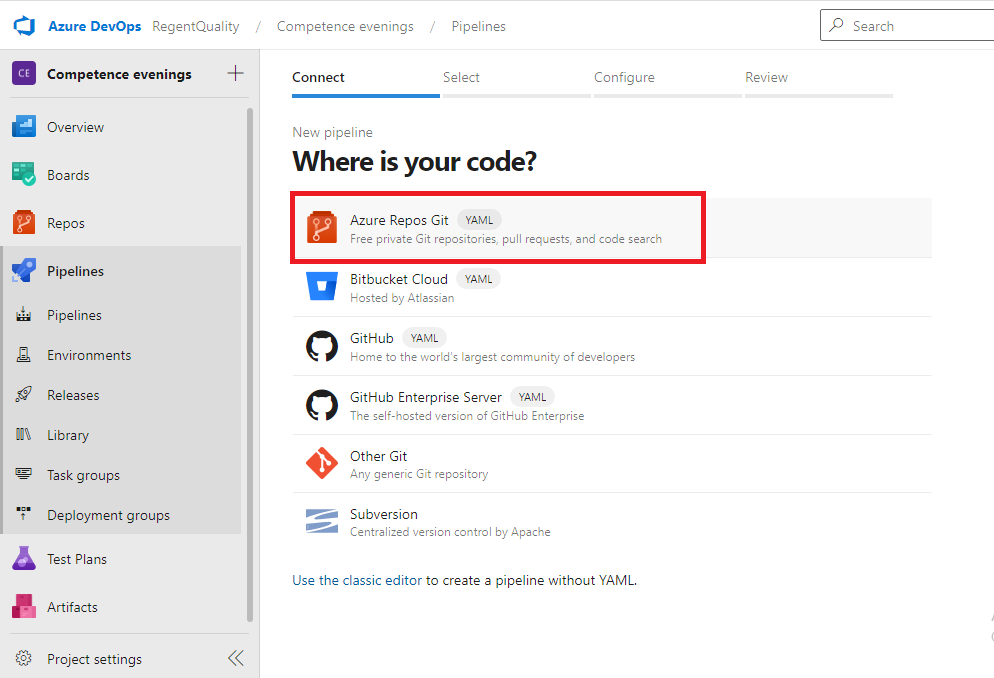 Azure DevOps RegentQuality / Competence evenings / Pipelines
Search
CE Competence evenings
Overview
Boards
Repos
Pipelines
Pipelines
Environments
Releases
Library
Task groups
Deployment groups
Test Plans
Artifacts
Project settings
Connect Select Configure Review
New pipeline
Where is your code?
Azure Repos Git YAML
Free private Git repositories, pull requests, and code search
Bitbucket Cloud YAML
Hosted by Atlassian
GitHub YAML
Home to the world's largest community of developers
GitHub Enterprise Server YAML
The self-hosted version of GitHub Enterprise
Other Git
Any generic Git repository
Subversion
Centralized version control by Apache
Use the classic editor to create a pipeline without YAML.